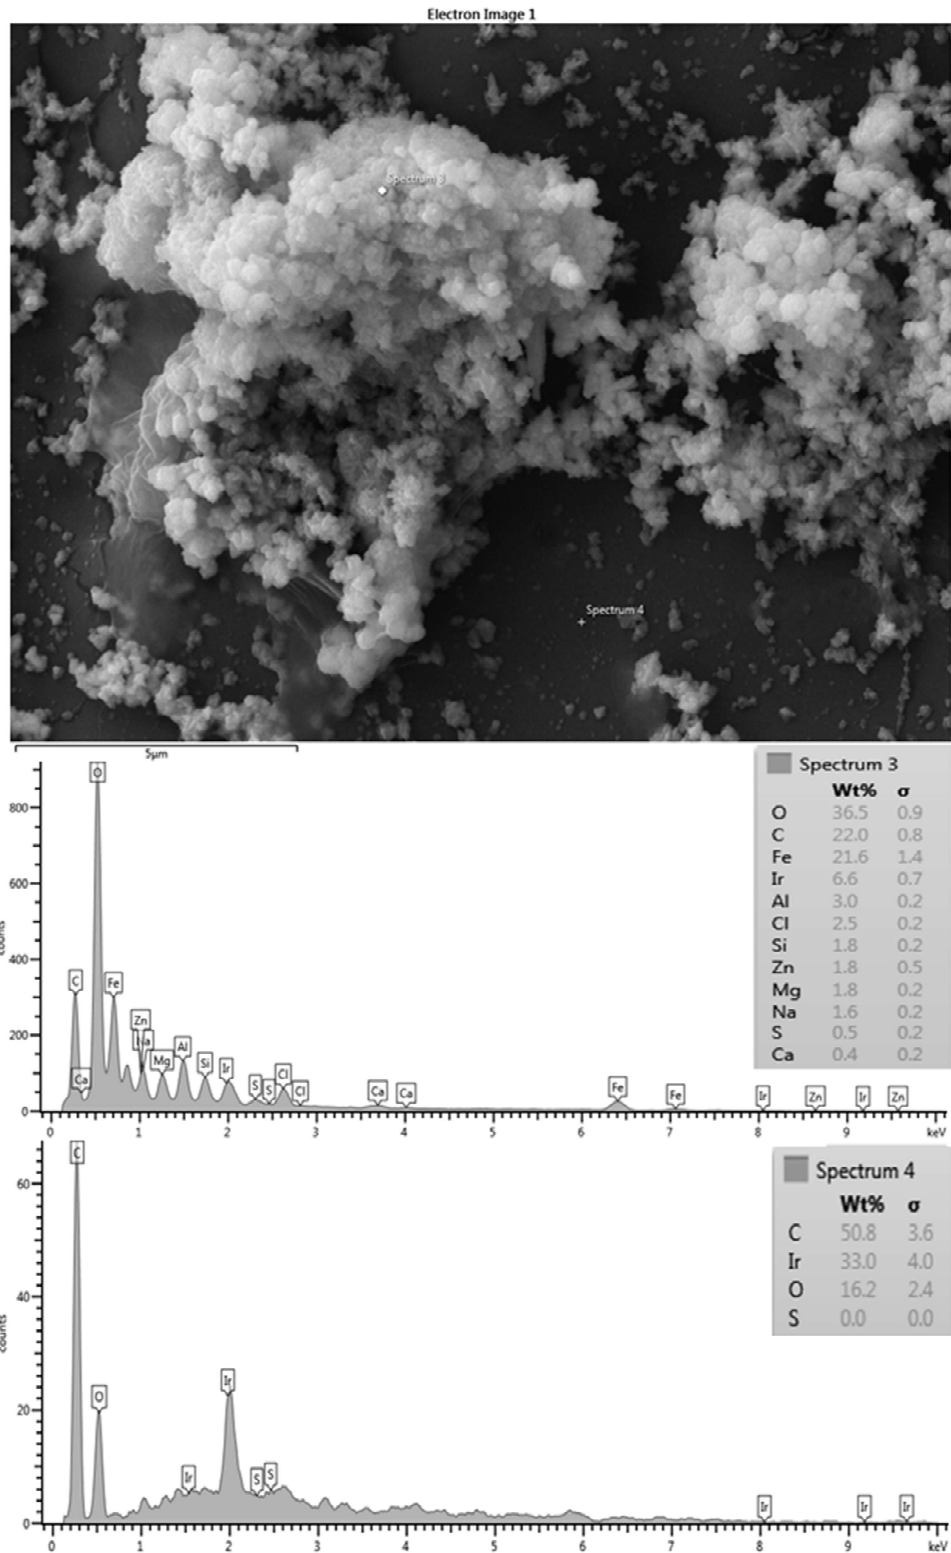 Electron Image 1
Spectrum 3
Spectrum 4
5µm
Spectrum 3
Wt% σ
O 36.5 0.9
C 22.0 0.8
Fe 21.6 1.4
Ir 6.6 0.7
Al 3.0 0.2
Cl 2.5 0.2
Si 1.8 0.2
Zn 1.8 0.5
Mg 1.8 0.2
Na 1.6 0.2
S 0.5 0.2
Ca 0.4 0.2
counts
800
600
400
200
0
O
C
Ca
Fe
Zn
Na
Mg
Al
Si
Ir
S
S
Cl
Cl
Ca
Ca
Fe
Fe
Ir
Zn
Ir
Zn
0 1 2 3 4 5 6 7 8 9 keV
Spectrum 4
Wt% σ
C 50.8 3.6
Ir 33.0 4.0
O 16.2 2.4
S 0.0 0.0
counts
60
40
20
0
C
O
Ir
Ir
S
S
Ir
Ir
Ir
0 1 2 3 4 5 6 7 8 9 keV